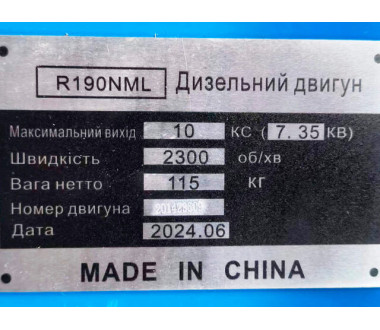 R190NML Дизельний двигун
Максимальний вихід 10 КС ( 7. 35 КВ)
Швидкість 2300 об/хв
Вага нетто 115 КГ
Номер двигуна
Дата 2024.06
MADE IN CHINA